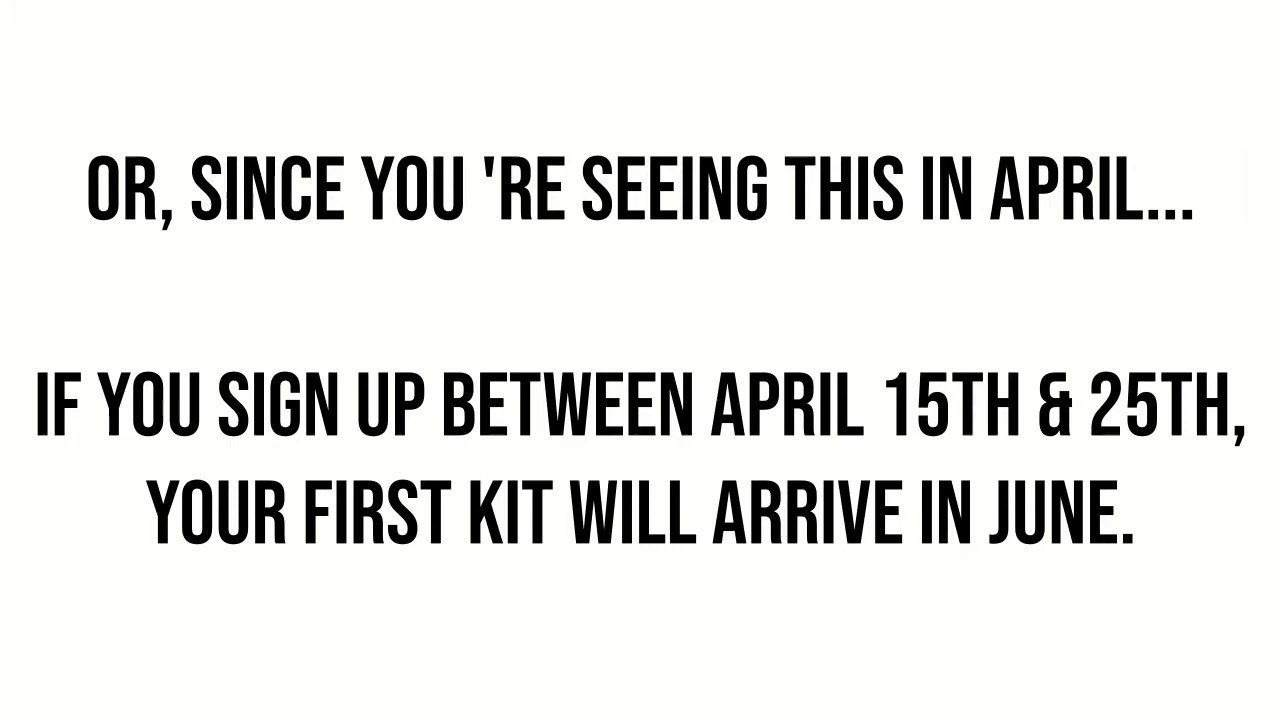 OR, SINCE YOU 'RE SEEING THIS IN APRIL...
IF YOU SIGN UP BETWEEN APRIL 15TH & 25TH,
YOUR FIRST KIT WILL ARRIVE IN JUNE.